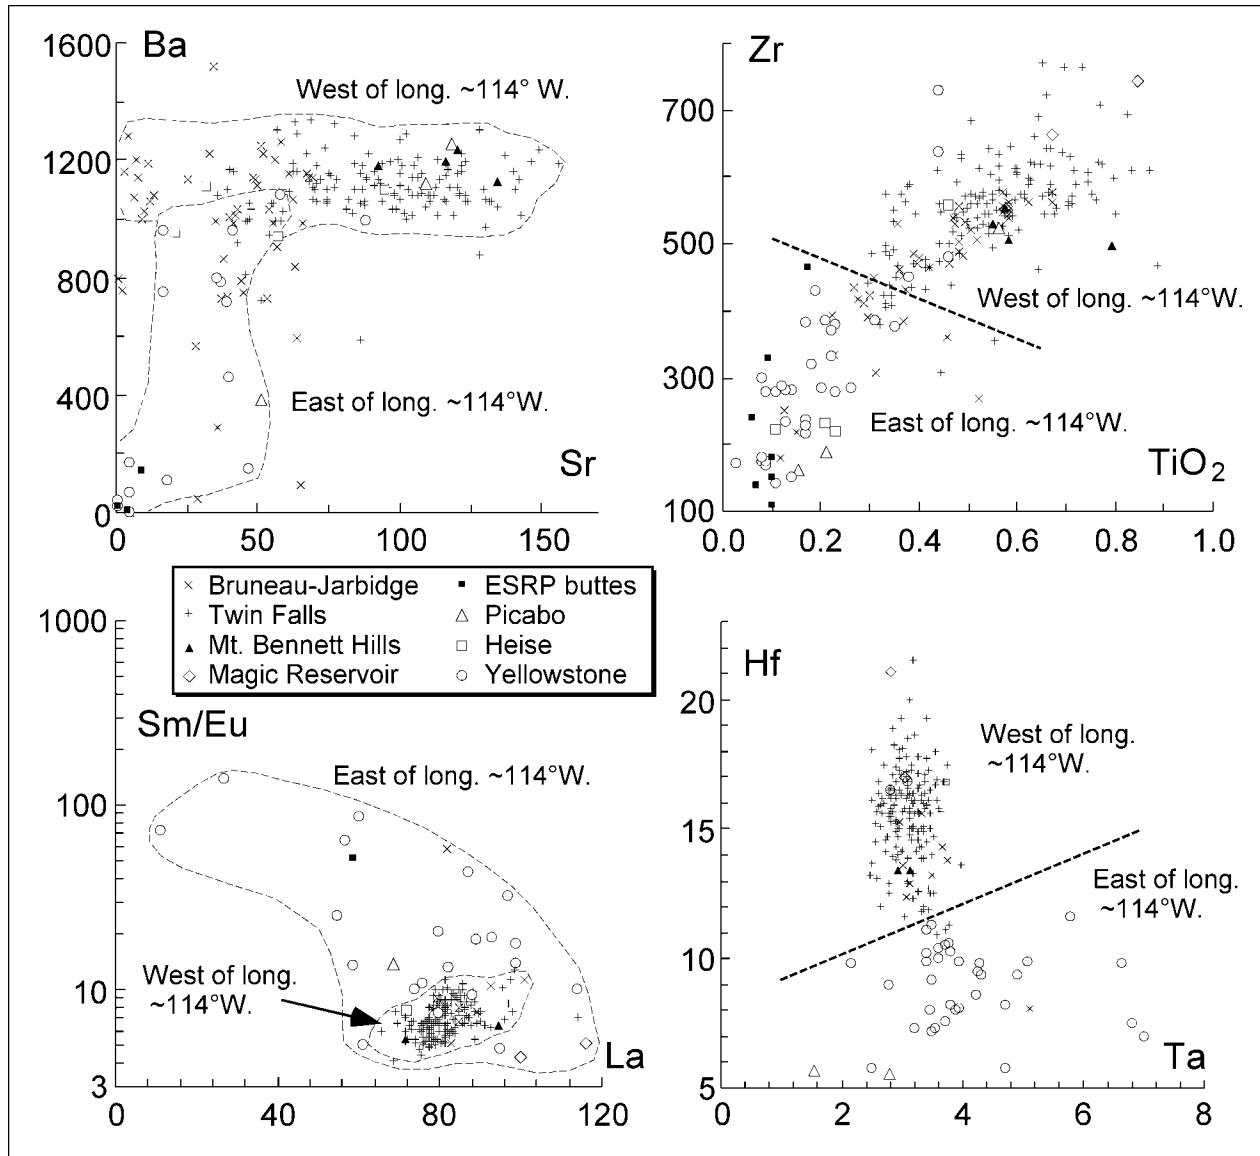 Ba
1600
1200
800
400
0
West of long. ~114° W.
East of long. ~114°W.
Sr
0 50 100 150
Zr
700
500
300
100
West of long. ~114°W.
East of long. ~114°W.
TiO2
0.0 0.2 0.4 0.6 0.8 1.0
× Bruneau-Jarbidge
+ Twin Falls
▲ Mt. Bennett Hills
◇ Magic Reservoir
■ ESRP buttes
△ Picabo
□ Heise
○ Yellowstone
1000
100
10
3
Sm/Eu
East of long. ~114°W.
West of long.
~114°W.
La
0 40 80 120
Hf
20
15
10
5
West of long.
~114°W.
East of long.
~114°W.
Ta
0 2 4 6 8